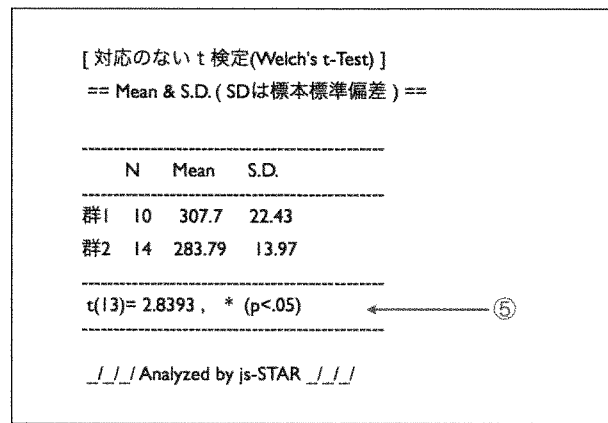 [ 対応のない t 検定(Welch's t-Test) ]
== Mean & S.D. ( SDは標本標準偏差 ) ==
N Mean S.D.
群1 10 307.7 22.43
群2 14 283.79 13.97
t(13)= 2.8393 , * (p<.05) ⑤
_/_/_/ Analyzed by js-STAR _/_/_/